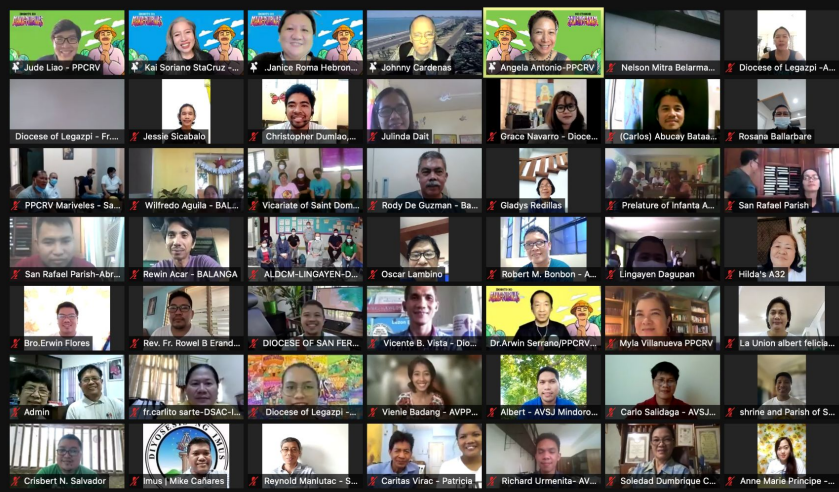 Jude Liao - PPCRV
Kai Soriano StaCruz -...
.Janice Roma Hebron...
Johnny Cardenas
Angela Antonio-PPCRV
Nelson Mitra Belarma...
Diocese of Legazpi -A...
Diocese of Legazpi - Fr....
Jessie Sicabalo
Christopher Dumlao,...
Julinda Dait
Grace Navarro - Dioce...
(Carlos) Abucay Bataa...
Rosana Ballarbare
PPCRV Mariveles - Sa...
Wilfredo Aguila - BAL...
Vicariate of Saint Dom...
Rody De Guzman - Ba...
Gladys Redillas
Prelature of Infanta A...
San Rafael Parish
San Rafael Parish-Abr...
Rewin Acar - BALANGA
ALDCM-LINGAYEN-D...
Oscar Lambino
Robert M. Bonbon - A...
Lingayen Dagupan
Hilda's A32
Bro.Erwin Flores
Rev. Fr. Rowel B Erand...
DIOCESE OF SAN FER...
Vicente B. Vista - Dio...
Dr.Arwin Serrano/PPCRV...
Myla Villanueva PPCRV
La Union albert felicia...
Admin
fr.carlito sarte-DSAC-I...
Diocese of Legazpi -...
Vienie Badang - AVPP...
Albert - AVSJ Mindoro...
Carlo Salidaga - AVSJ...
shrine and Parish of S...
DIYOSESIS NG IMUS
Crisbert N. Salvador
Imus | Mike Cañares
Reynold Manlutac - S...
Caritas Virac - Patricia
Richard Urmenita- AV...
Soledad Dumbrique C...
Anne Marie Principe -...